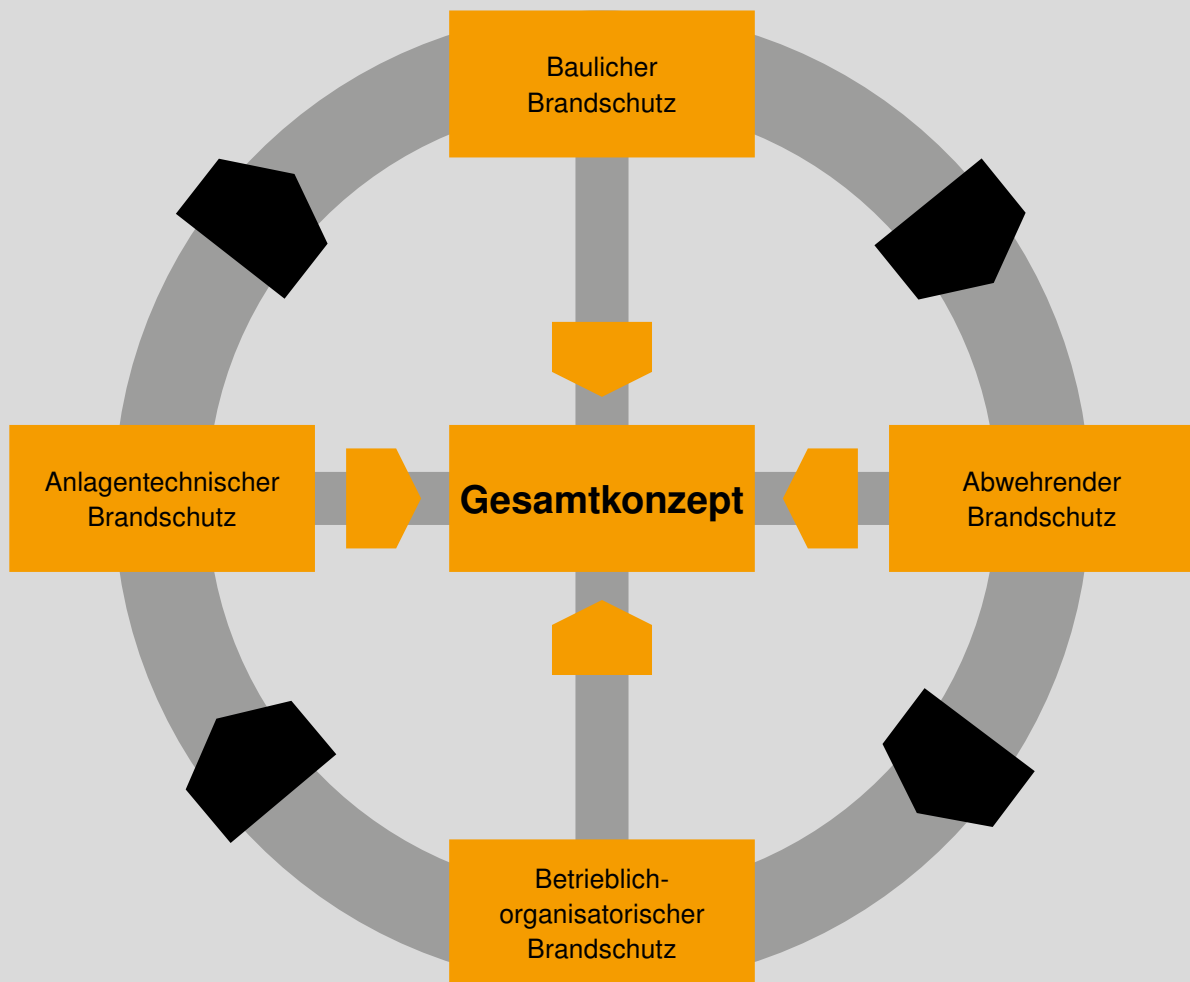 Baulicher
Brandschutz
Anlagentechnischer
Brandschutz
Gesamtkonzept
Abwehrender
Brandschutz
Betrieblich-
organisatorischer
Brandschutz